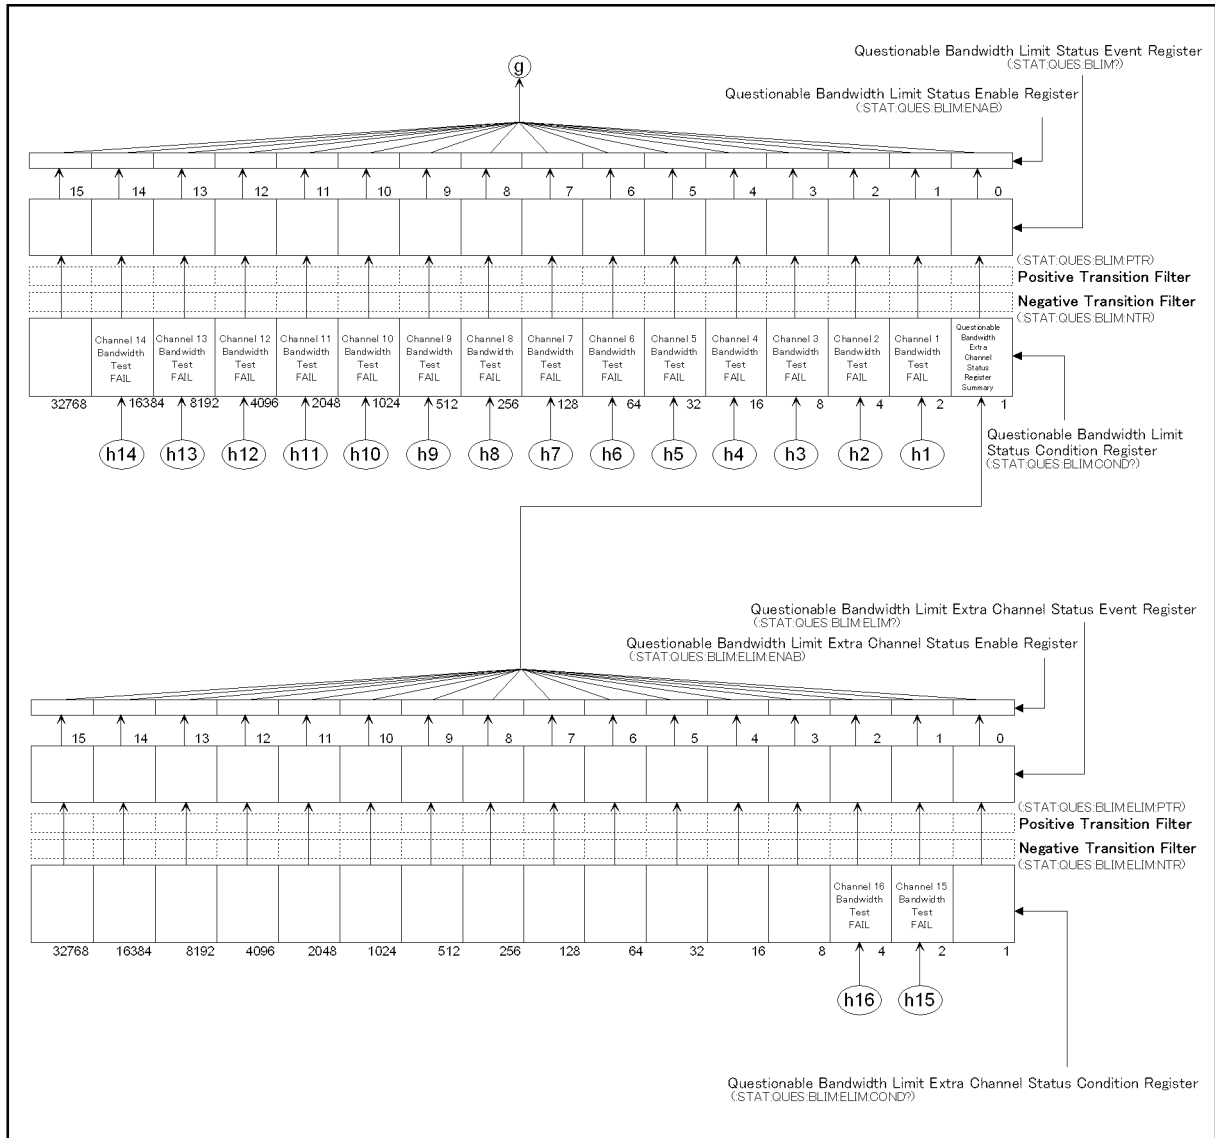 g
Questionable Bandwidth Limit Status Event Register
(:STAT:QUES:BLIM?)
Questionable Bandwidth Limit Status Enable Register
(:STAT:QUES:BLIM:ENAB)
15 14 13 12 11 10 9 8 7 6 5 4 3 2 1 0
(:STAT:QUES:BLIM:PTR)
Positive Transition Filter
Negative Transition Filter
(:STAT:QUES:BLIM:NTR)
Channel 14 Bandwidth Test FAIL
Channel 13 Bandwidth Test FAIL
Channel 12 Bandwidth Test FAIL
Channel 11 Bandwidth Test FAIL
Channel 10 Bandwidth Test FAIL
Channel 9 Bandwidth Test FAIL
Channel 8 Bandwidth Test FAIL
Channel 7 Bandwidth Test FAIL
Channel 6 Bandwidth Test FAIL
Channel 5 Bandwidth Test FAIL
Channel 4 Bandwidth Test FAIL
Channel 3 Bandwidth Test FAIL
Channel 2 Bandwidth Test FAIL
Channel 1 Bandwidth Test FAIL
Questionable Bandwidth Extra Channel Status Register Summary
32768 16384 8192 4096 2048 1024 512 256 128 64 32 16 8 4 2 1
h14 h13 h12 h11 h10 h9 h8 h7 h6 h5 h4 h3 h2 h1
Questionable Bandwidth Limit
Status Condition Register
(:STAT:QUES:BLIM:COND?)
Questionable Bandwidth Limit Extra Channel Status Event Register
(:STAT:QUES:BLIM:ELIM?)
Questionable Bandwidth Limit Extra Channel Status Enable Register
(:STAT:QUES:BLIM:ELIM:ENAB)
15 14 13 12 11 10 9 8 7 6 5 4 3 2 1 0
(:STAT:QUES:BLIM:ELIM:PTR)
Positive Transition Filter
Negative Transition Filter
(:STAT:QUES:BLIM:ELIM:NTR)
Channel 16 Bandwidth Test FAIL
Channel 15 Bandwidth Test FAIL
32768 16384 8192 4096 2048 1024 512 256 128 64 32 16 8 4 2 1
h16 h15
Questionable Bandwidth Limit Extra Channel Status Condition Register
(:STAT:QUES:BLIM:ELIM:COND?)